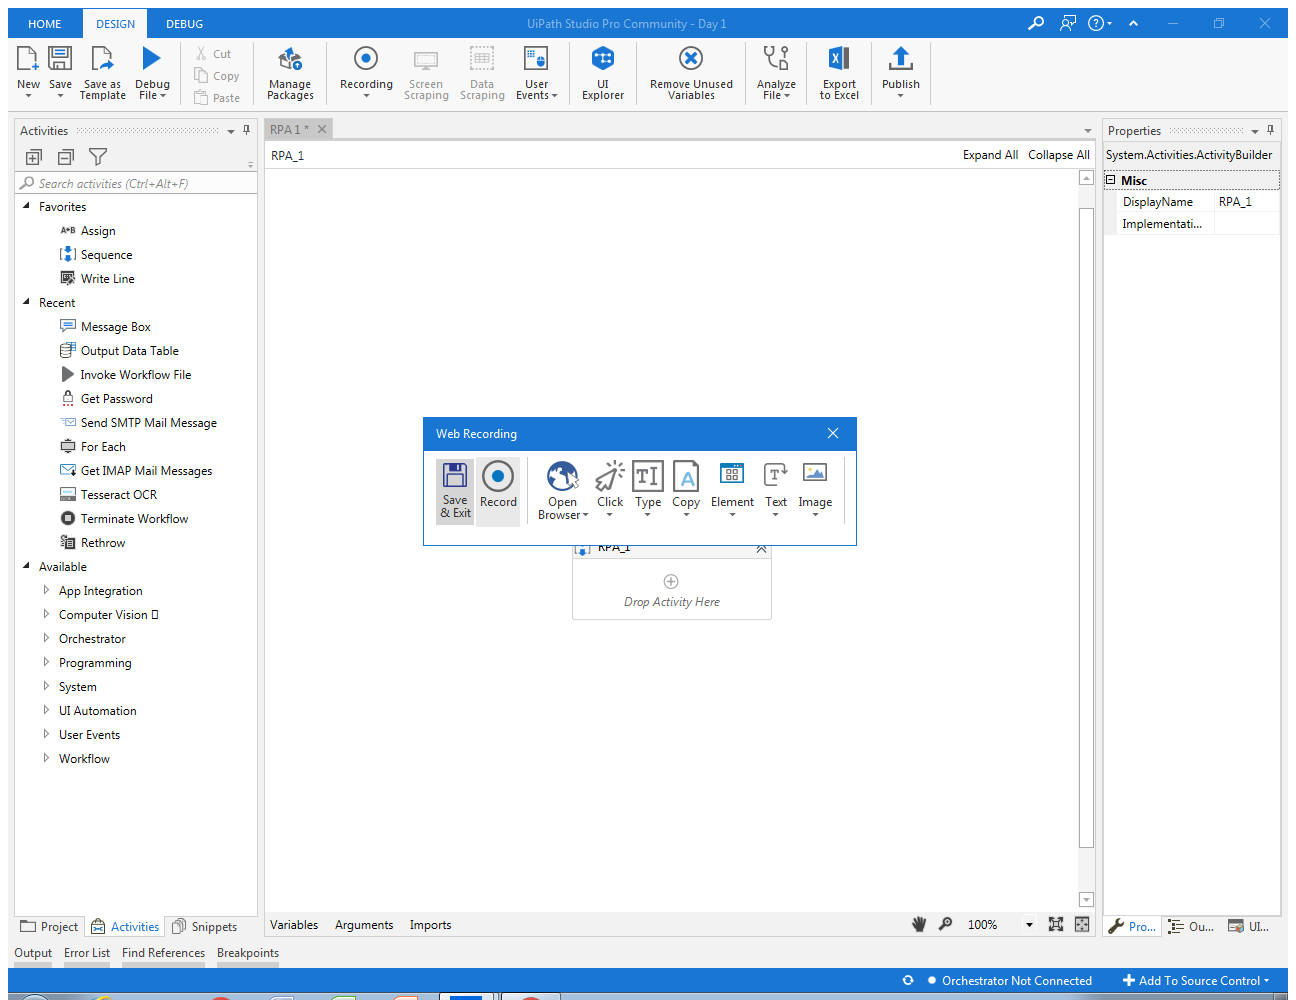 HOME DESIGN DEBUG UiPath Studio Pro Community - Day 1
New Save Save as Template Debug File Cut Copy Paste Manage Packages Recording Screen Scraping Data Scraping User Events UI Explorer Remove Unused Variables Analyze File Export to Excel Publish
Activities
Search activities (Ctrl+Alt+F)
Favorites
Assign
Sequence
Write Line
Recent
Message Box
Output Data Table
Invoke Workflow File
Get Password
Send SMTP Mail Message
For Each
Get IMAP Mail Messages
Tesseract OCR
Terminate Workflow
Rethrow
Available
App Integration
Computer Vision
Orchestrator
Programming
System
UI Automation
User Events
Workflow
Project Activities Snippets
RPA 1 *
RPA_1 Expand All Collapse All
Web Recording
Save & Exit Record Open Browser Click Type Copy Element Text Image
RPA_1
Drop Activity Here
Variables Arguments Imports 100%
Properties
System.Activities.ActivityBuilder
Misc
DisplayName RPA_1
Implementati...
Pro... Ou... UI...
Output Error List Find References Breakpoints
Orchestrator Not Connected Add To Source Control